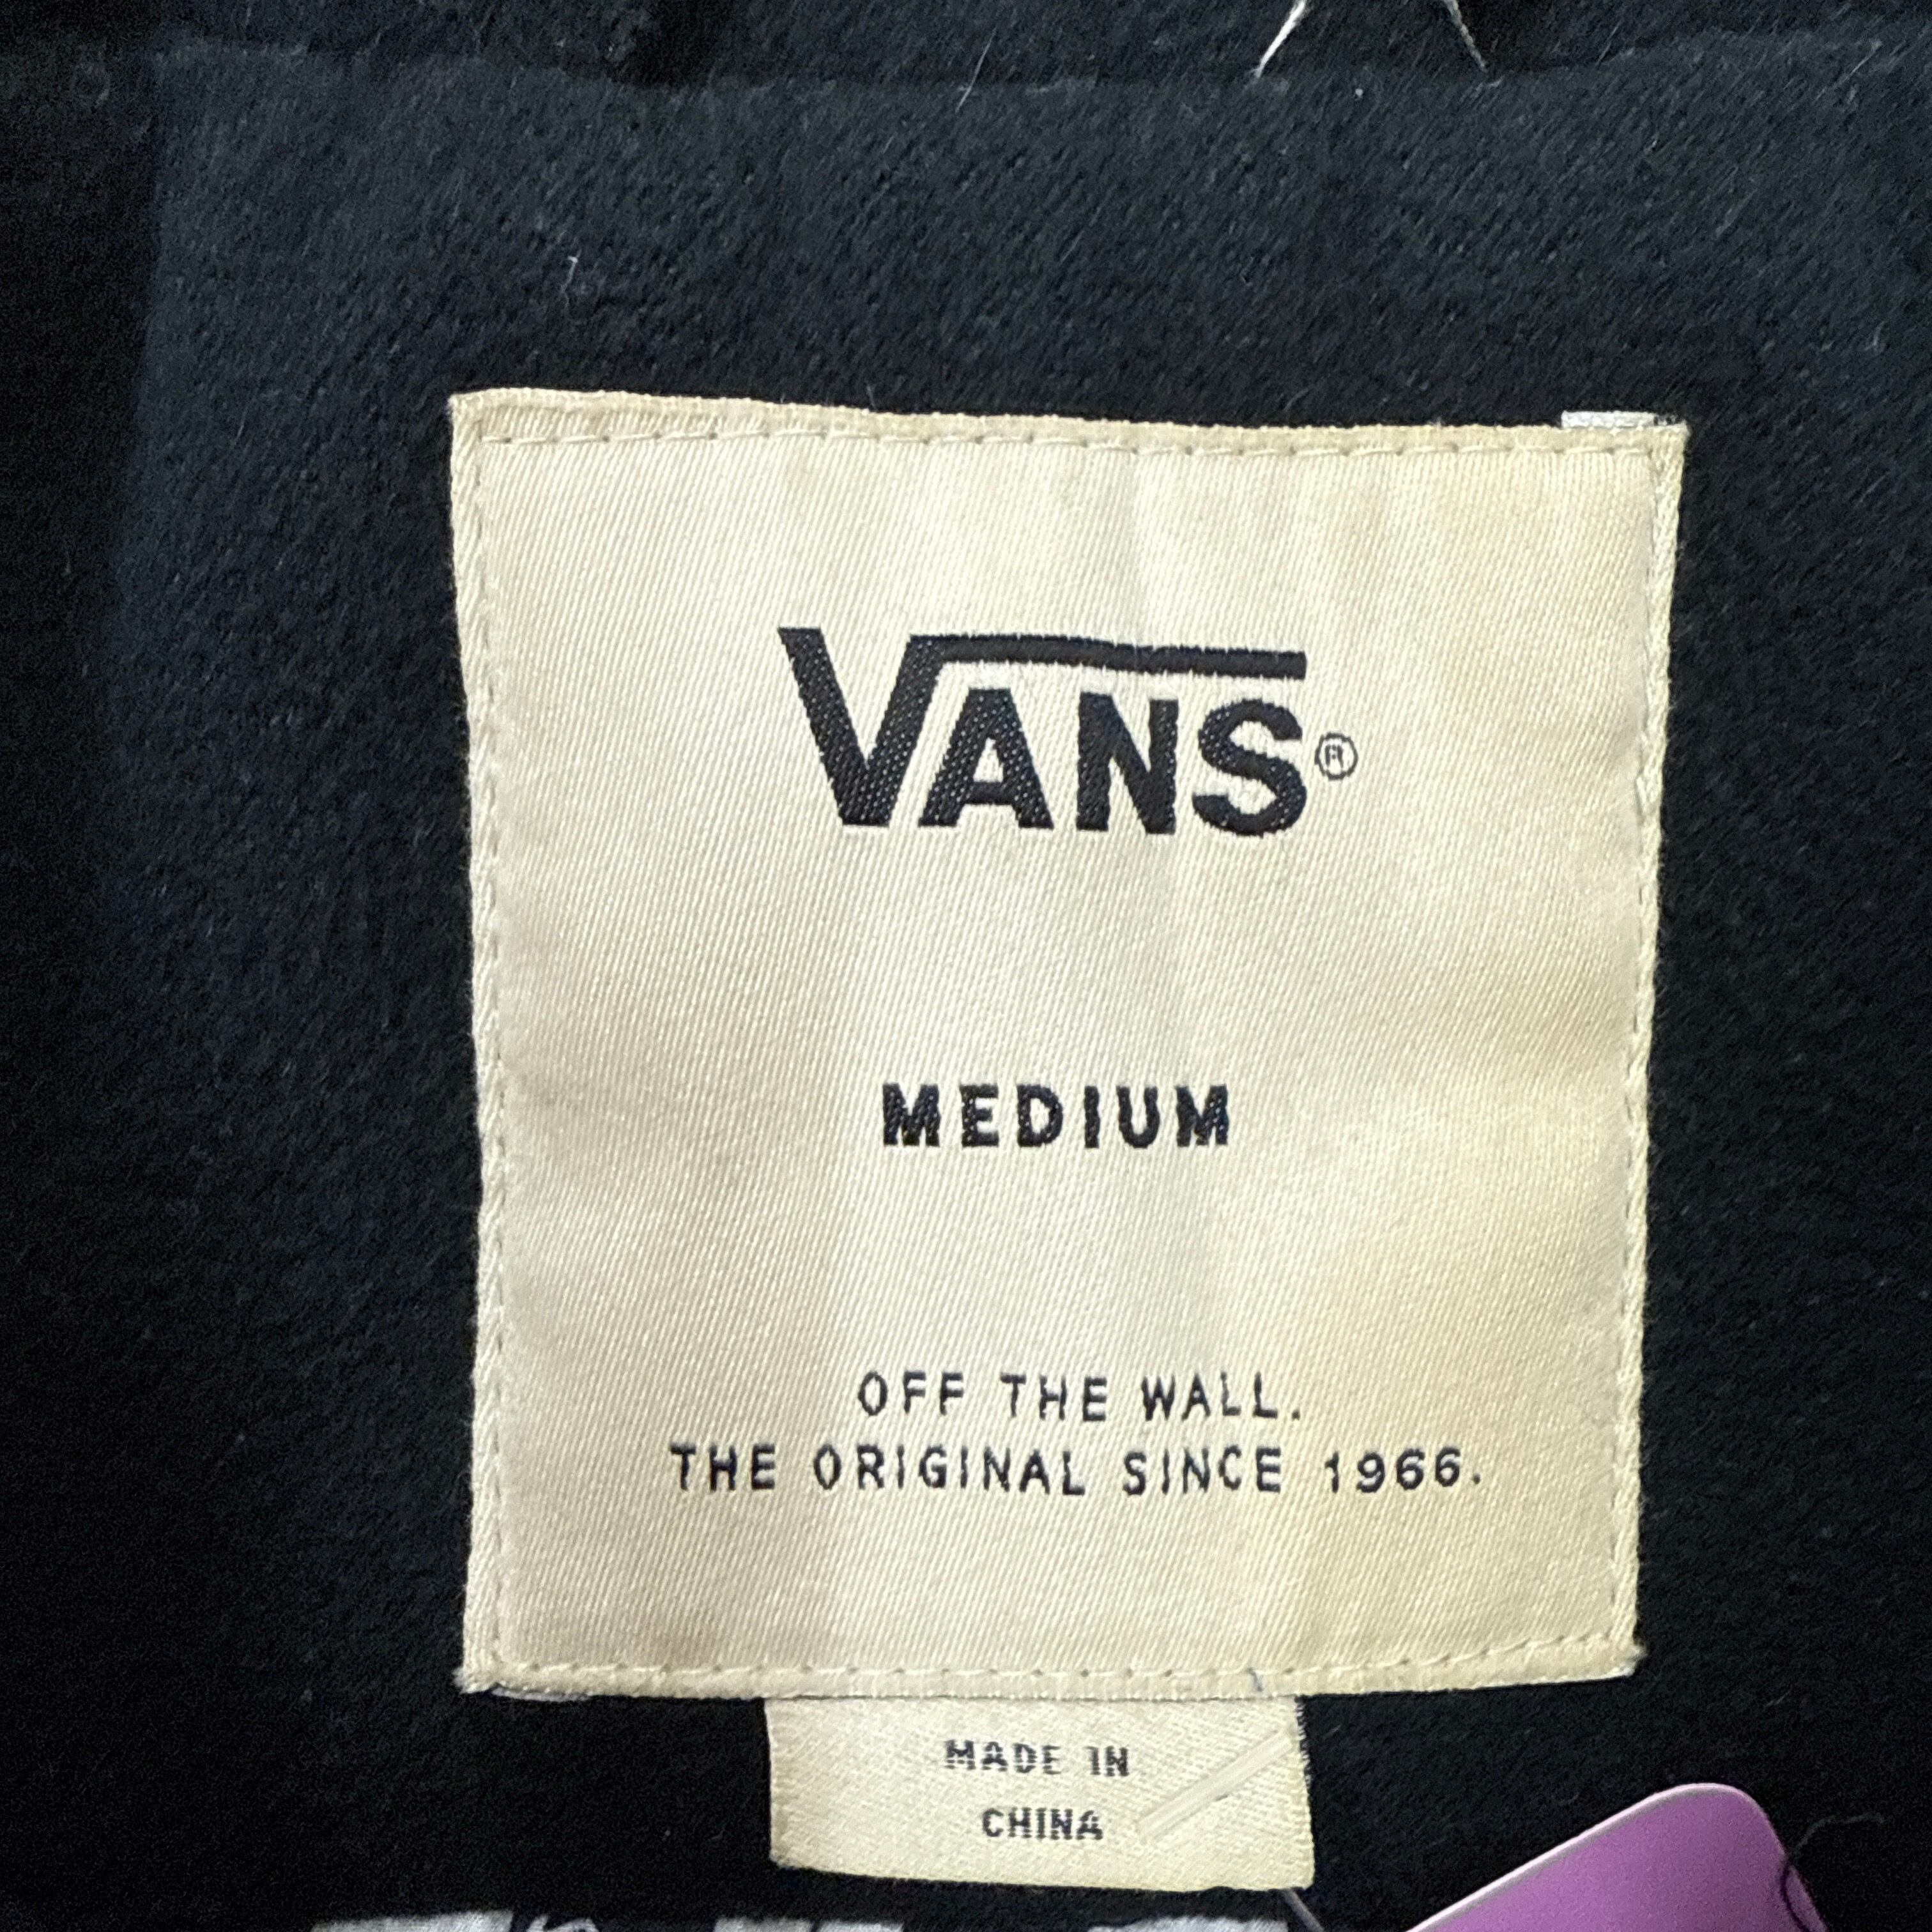 VANS®
MEDIUM
OFF THE WALL.
THE ORIGINAL SINCE 1966.
MADE IN
CHINA